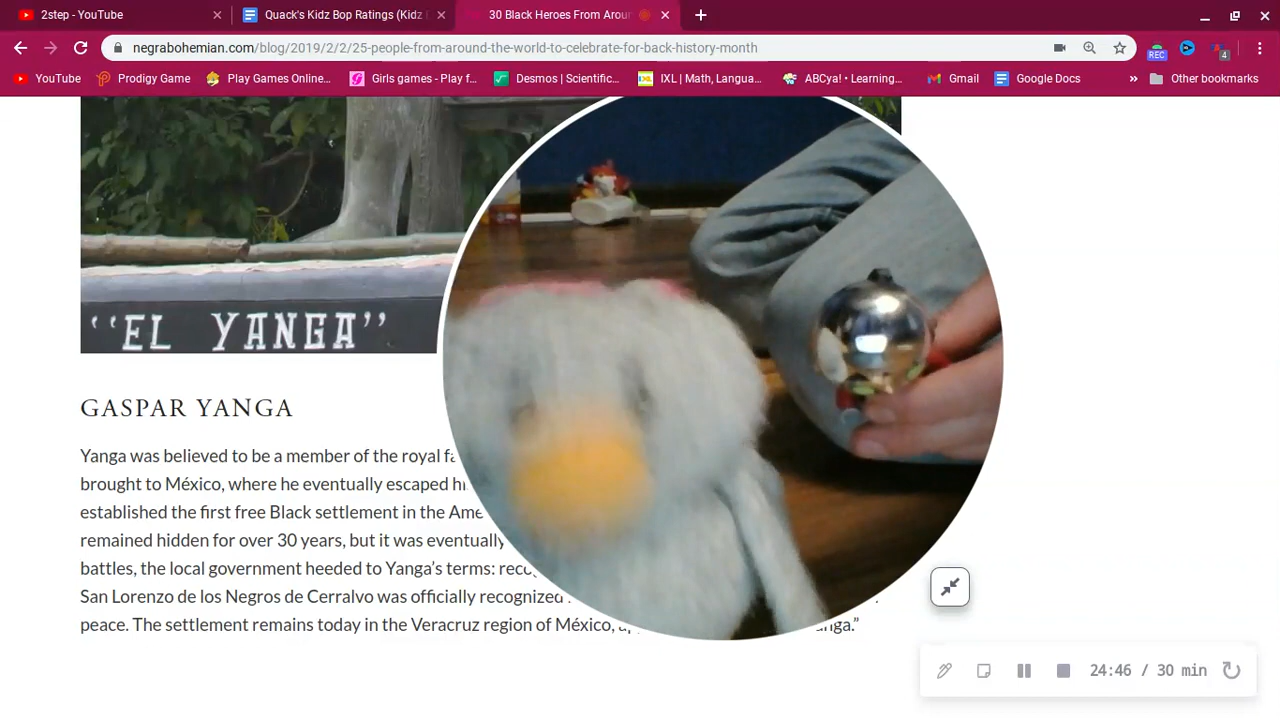 2step - YouTube
Quack's Kidz Bop Ratings (Kidz
30 Black Heroes From Arou
negrabohemian.com/blog/2019/2/2/25-people-from-around-the-world-to-celebrate-for-back-history-month
REC
4
YouTube
Prodigy Game
Play Games Online...
Girls games - Play f...
Desmos | Scientific...
IXL | Math, Langua...
ABCya! • Learning...
Gmail
Google Docs
Other bookmarks
"EL YANGA"
GASPAR YANGA
Yanga was believed to be a member of the royal
brought to México, where he eventually escaped
established the first free Black settlement in the
remained hidden for over 30 years, but it was eventually
battles, the local government heeded to Yanga's terms:
San Lorenzo de los Negros de Cerralvo was officially recognized
peace. The settlement remains today in the Veracruz region of México,
24:46 / 30 min